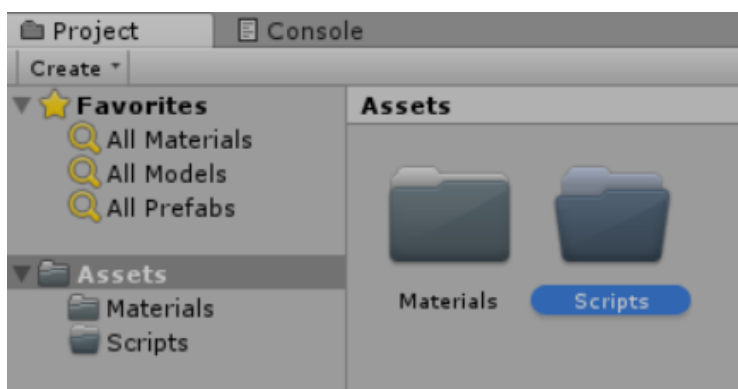 Project
Console
Create
Favorites
All Materials
All Models
All Prefabs
Assets
Materials
Scripts
Assets
Materials
Scripts